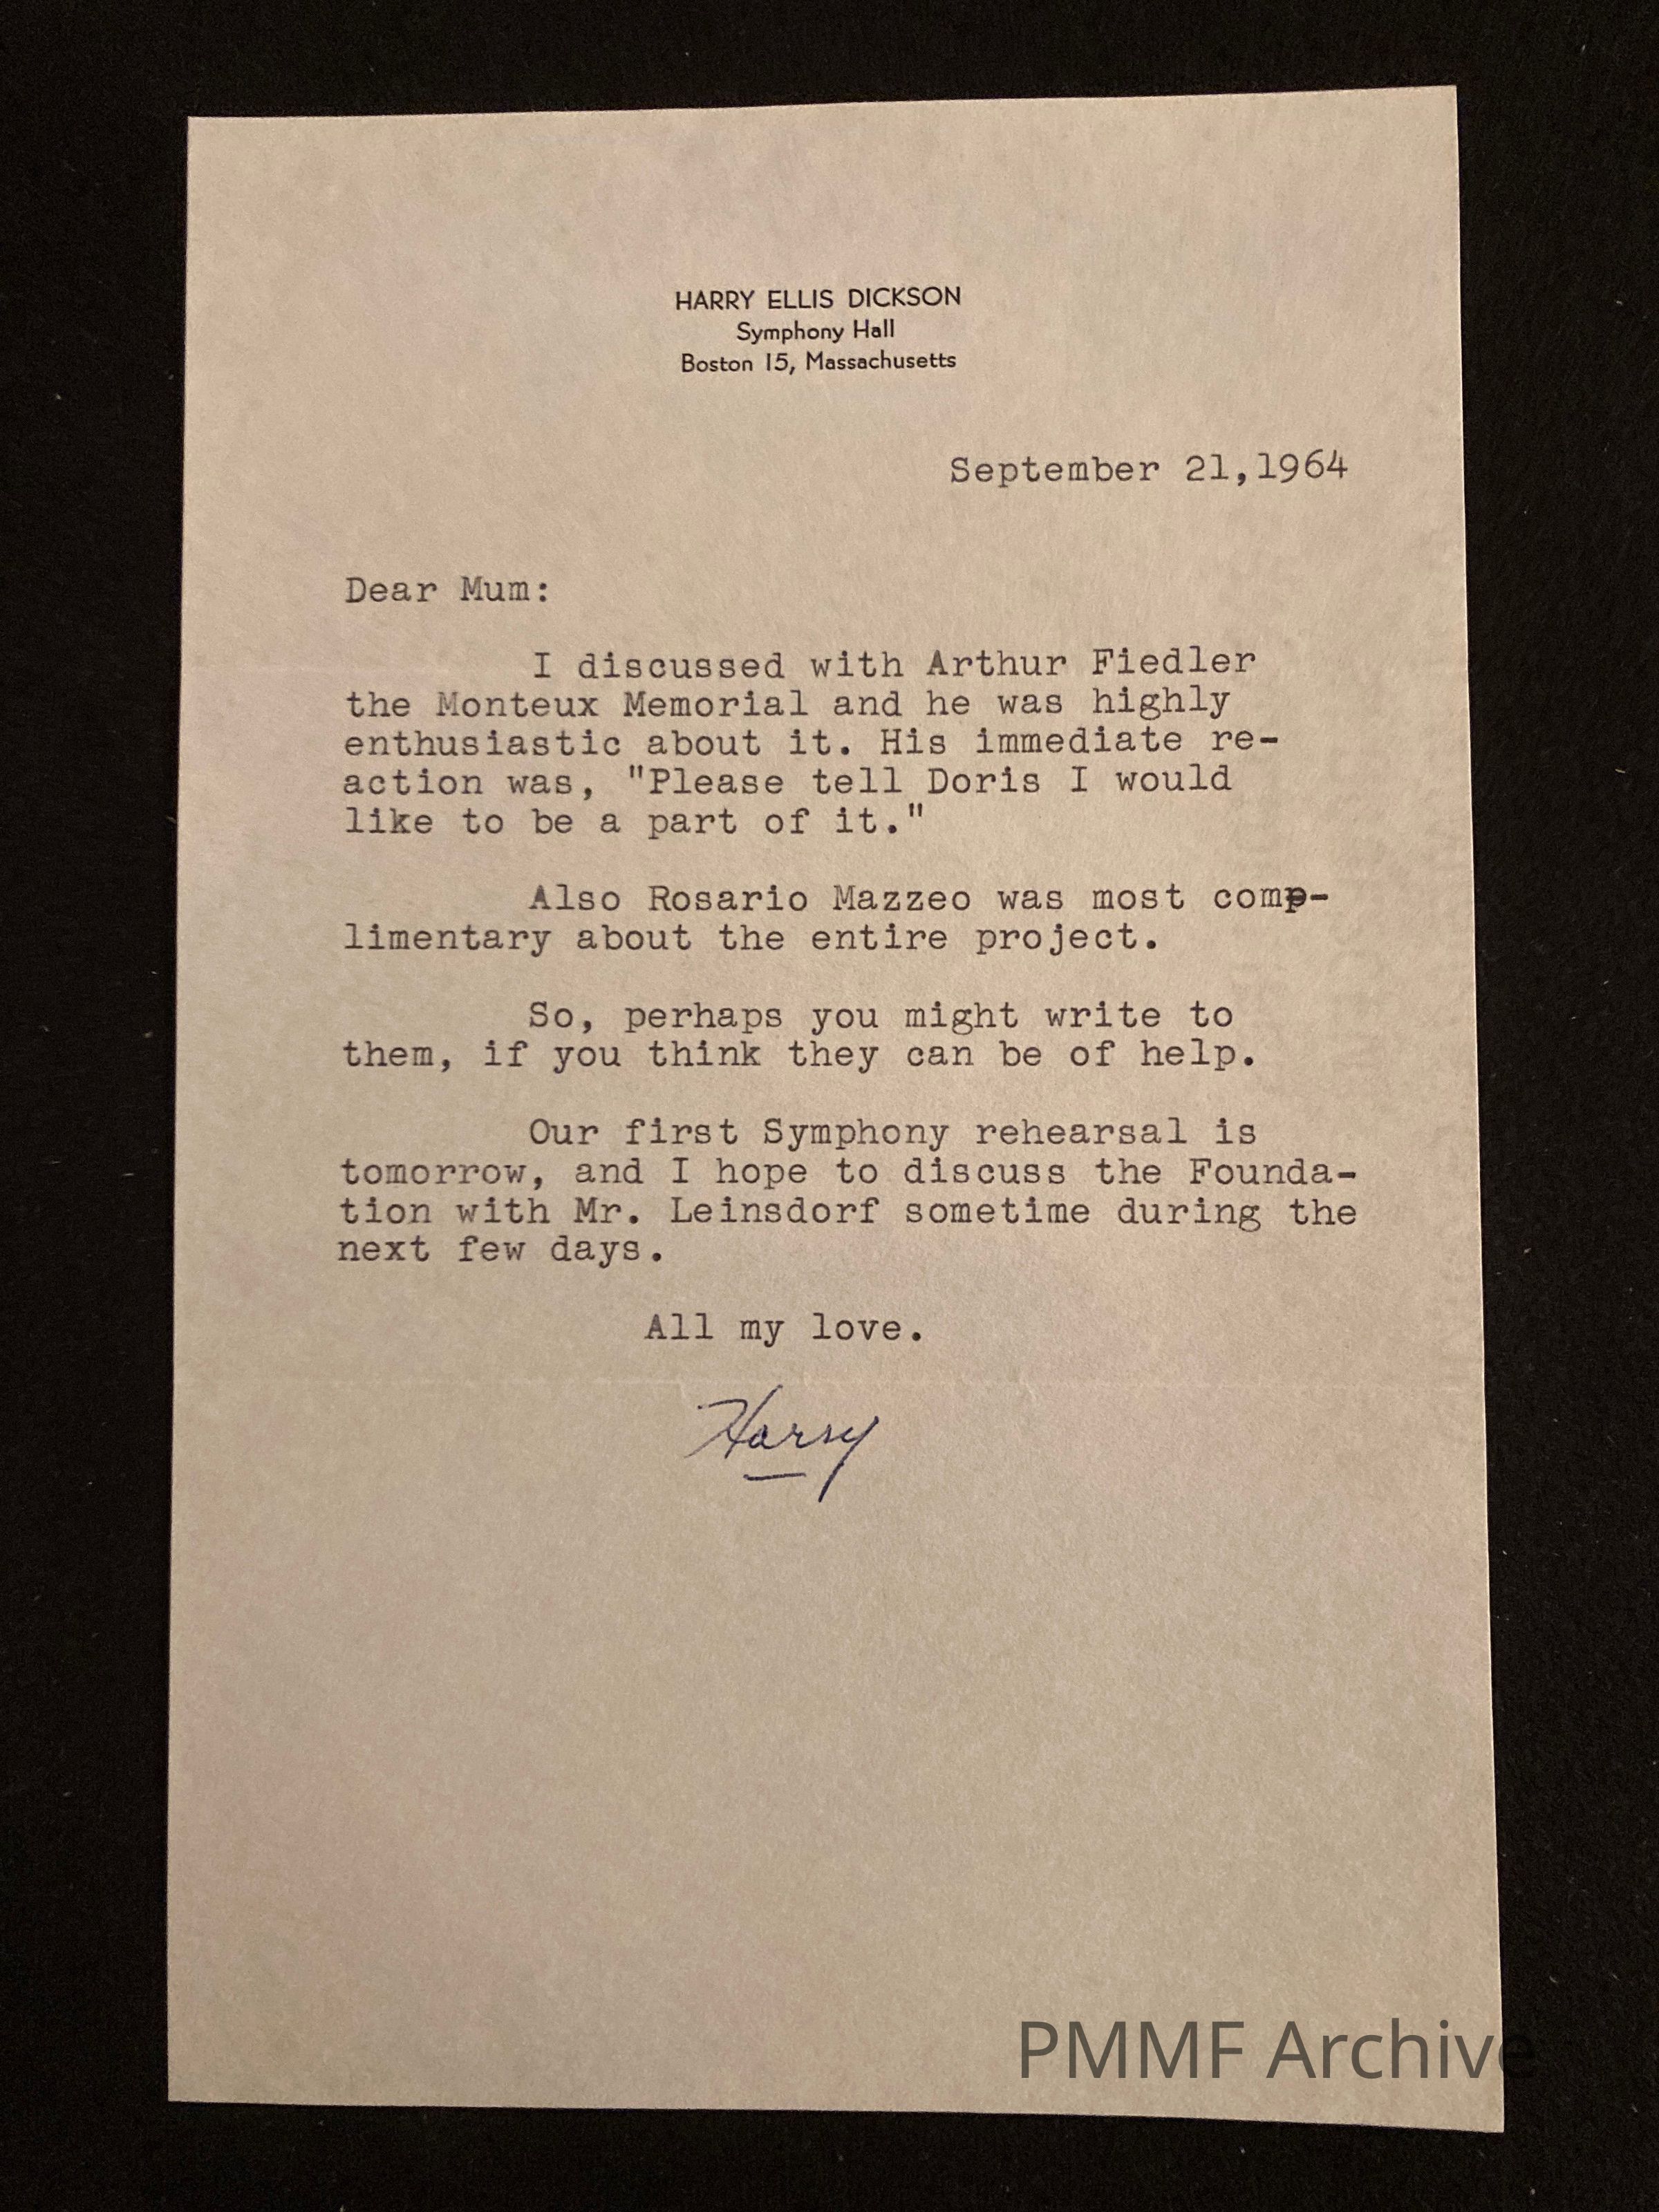 HARRY ELLIS DICKSON
Symphony Hall
Boston 15, Massachusetts
September 21,1964
Dear Mum:
I discussed with Arthur Fiedler
the Monteux Memorial and he was highly
enthusiastic about it. His immediate re-
action was, "Please tell Doris I would
like to be a part of it."
Also Rosario Mazzeo was most comp-
limentary about the entire project.
So, perhaps you might write to
them, if you think they can be of help.
Our first Symphony rehearsal is
tomorrow, and I hope to discuss the Founda-
tion with Mr. Leinsdorf sometime during the
next few days.
All my love.
Harry
PMMF Archive